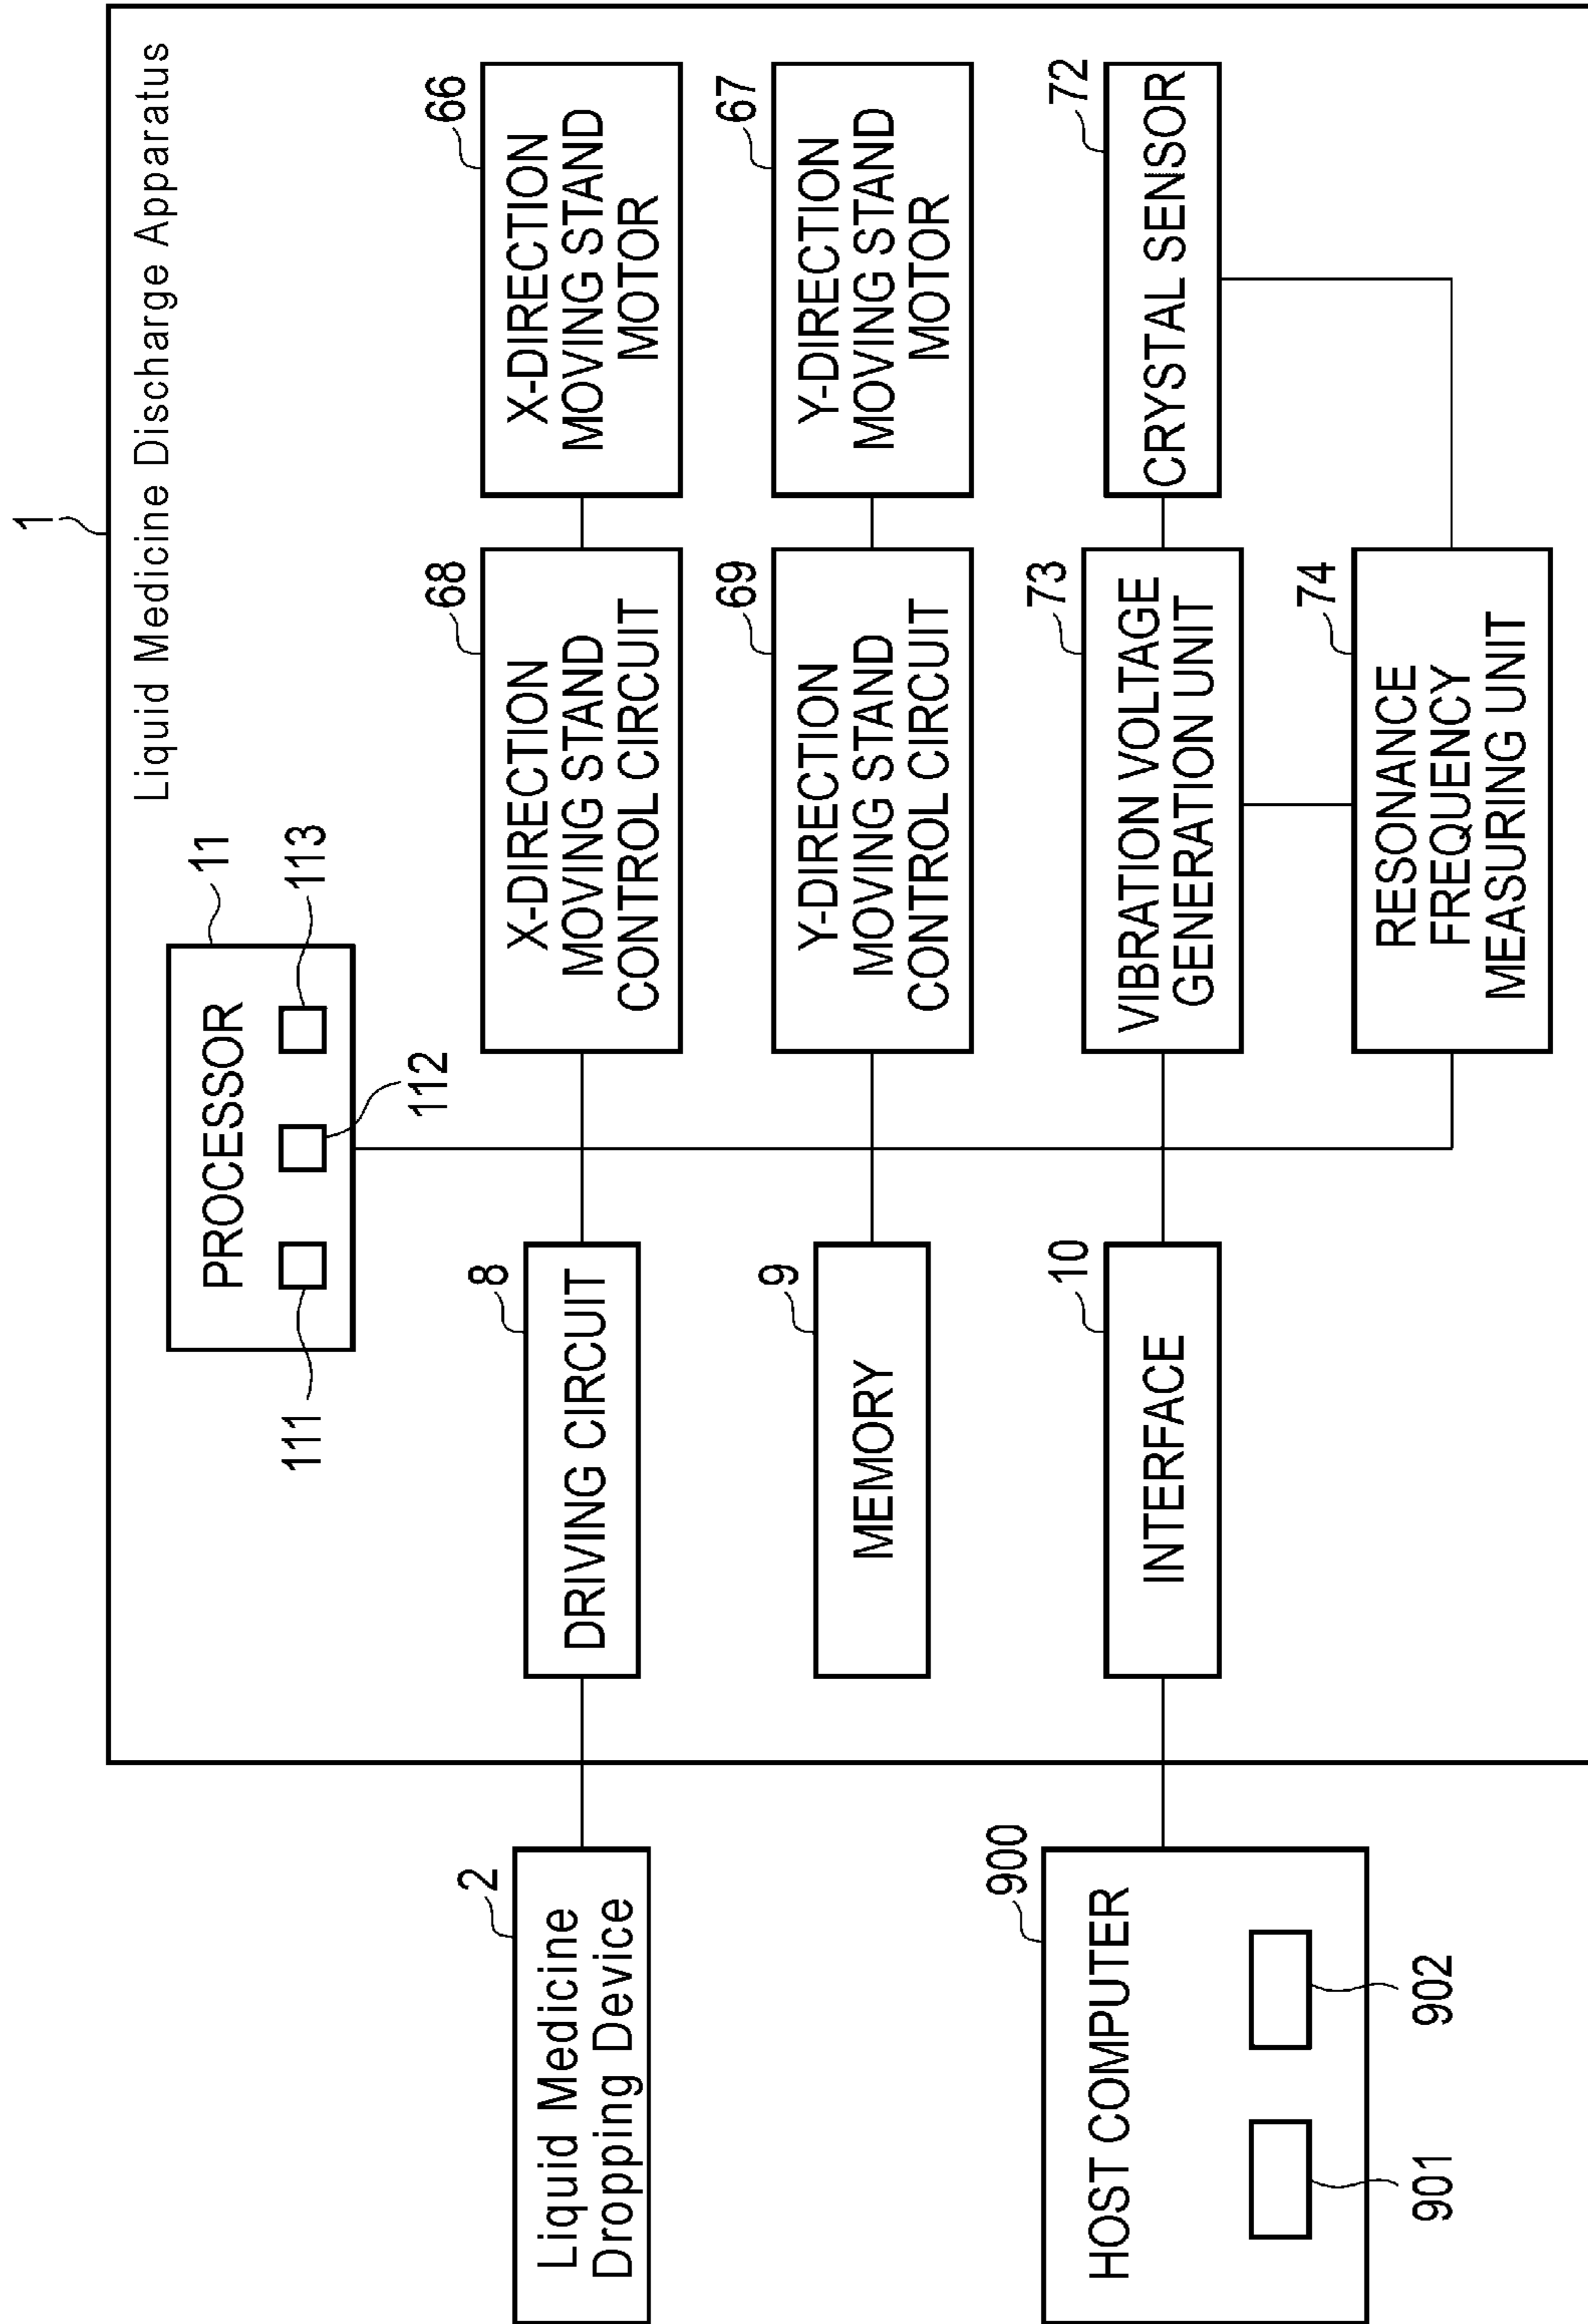 1
Liquid Medicine Discharge Apparatus
11
PROCESSOR
111
112
113
2
Liquid Medicine
Dropping Device
8
DRIVING CIRCUIT
68
X-DIRECTION
MOVING STAND
CONTROL CIRCUIT
66
X-DIRECTION
MOVING STAND
MOTOR
9
MEMORY
69
Y-DIRECTION
MOVING STAND
CONTROL CIRCUIT
67
Y-DIRECTION
MOVING STAND
MOTOR
900
HOST COMPUTER
901
902
10
INTERFACE
73
VIBRATION VOLTAGE
GENERATION UNIT
72
CRYSTAL SENSOR
74
RESONANCE
FREQUENCY
MEASURING UNIT